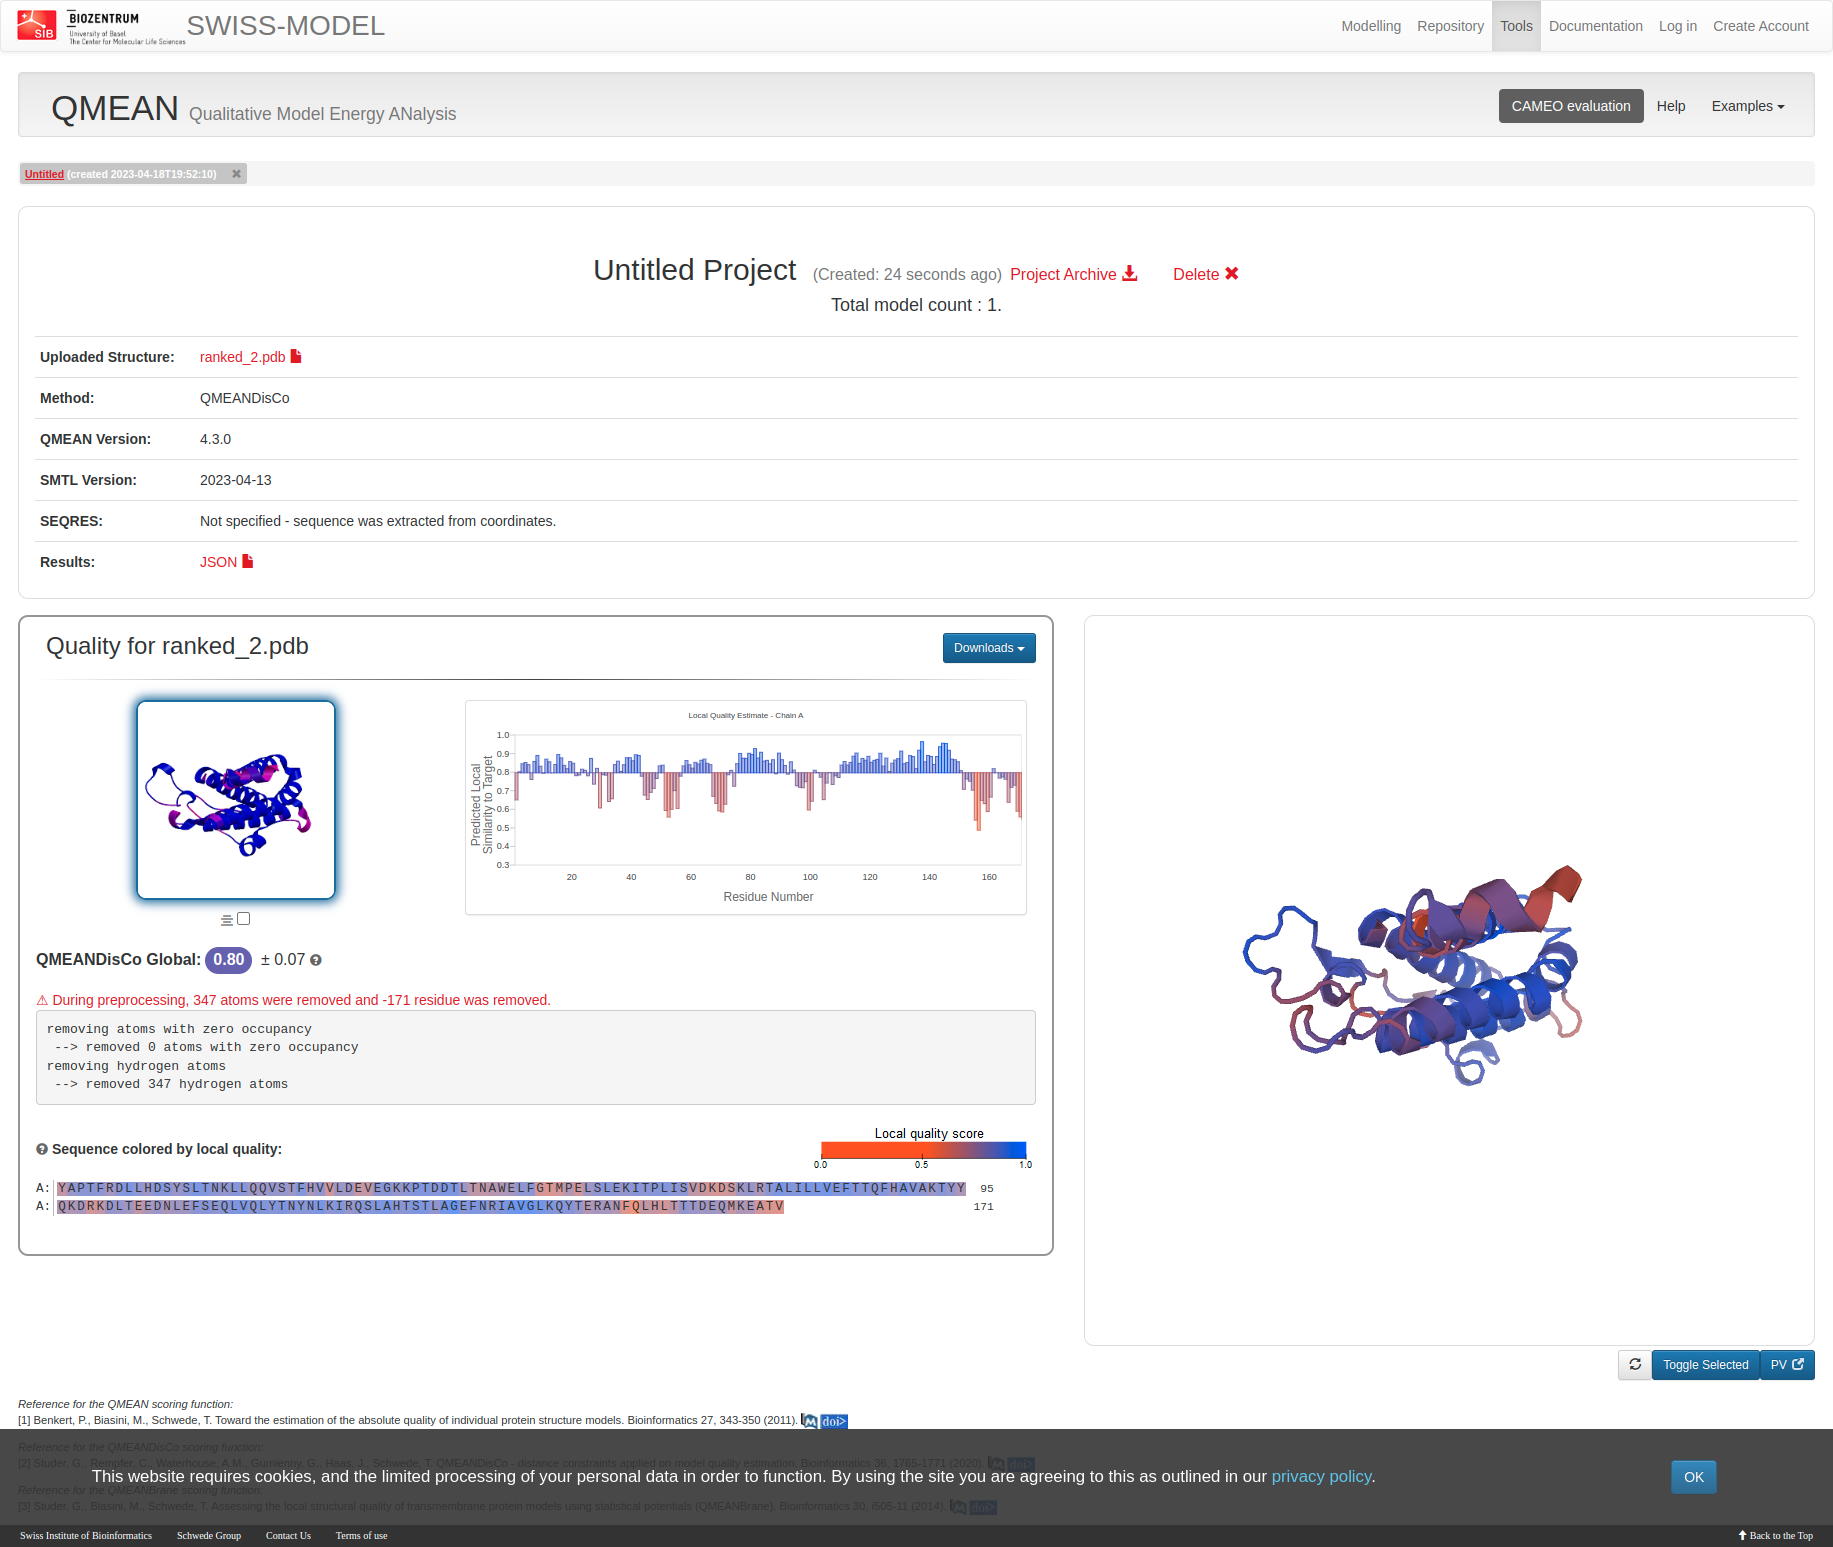 SIB
BIOZENTRUM
University of Basel
The Center for Molecular Life Sciences
SWISS-MODEL
Modelling Repository Tools Documentation Log in Create Account
QMEAN Qualitative Model Energy ANalysis
CAMEO evaluation Help Examples
Untitled (created 2023-04-18T19:52:10)
Untitled Project (Created: 24 seconds ago) Project Archive Delete
Total model count : 1.
Uploaded Structure: ranked_2.pdb
Method: QMEANDisCo
QMEAN Version: 4.3.0
SMTL Version: 2023-04-13
SEQRES: Not specified - sequence was extracted from coordinates.
Results: JSON
Quality for ranked_2.pdb
Downloads
Local Quality Estimate - Chain A
Predicted Local
Similarity to Target
1.0
0.9
0.8
0.7
0.6
0.5
0.4
0.3
20 40 60 80 100 120 140 160
Residue Number
QMEANDisCo Global: 0.80 ± 0.07
⚠ During preprocessing, 347 atoms were removed and -171 residue was removed.
removing atoms with zero occupancy
--> removed 0 atoms with zero occupancy
removing hydrogen atoms
--> removed 347 hydrogen atoms
Sequence colored by local quality:
Local quality score
0.0 0.5 1.0
A: YAPTFRDLLHDSYSLTNKLLQQVSTFHVVLDEVEGKKPTDDTLTNAWELFGTMPELSLEKITPLISVDKDSKLRTALILLVEFTTQFHAVAKTYY 95
A: QKDRKDLTEEDNLEFSEQLVQLYTNYNLKIRQSLAHTSTLAGEFNRIAVGLKQYTERANFQLHLTTTDEQMKEATV 171
Toggle Selected
PV
Reference for the QMEAN scoring function:
[1] Benkert, P., Biasini, M., Schwede, T. Toward the estimation of the absolute quality of individual protein structure models. Bioinformatics 27, 343-350 (2011). doi>
Reference for the QMEANDisCo scoring function:
[2] Studer, G., Rempfer, C., Waterhouse, A.M., Gumienny, G., Haas, J., Schwede, T. QMEANDisCo - distance constraints applied on model quality estimation. Bioinformatics 36, 1765-1771 (2020). doi>
This website requires cookies, and the limited processing of your personal data in order to function. By using the site you are agreeing to this as outlined in our privacy policy.
OK
Reference for the QMEANBrane scoring function:
[3] Studer, G., Biasini, M., Schwede, T. Assessing the local structural quality of transmembrane protein models using statistical potentials (QMEANBrane). Bioinformatics 30, i505-11 (2014). doi>
Swiss Institute of Bioinformatics Schwede Group Contact Us Terms of use
Back to the Top